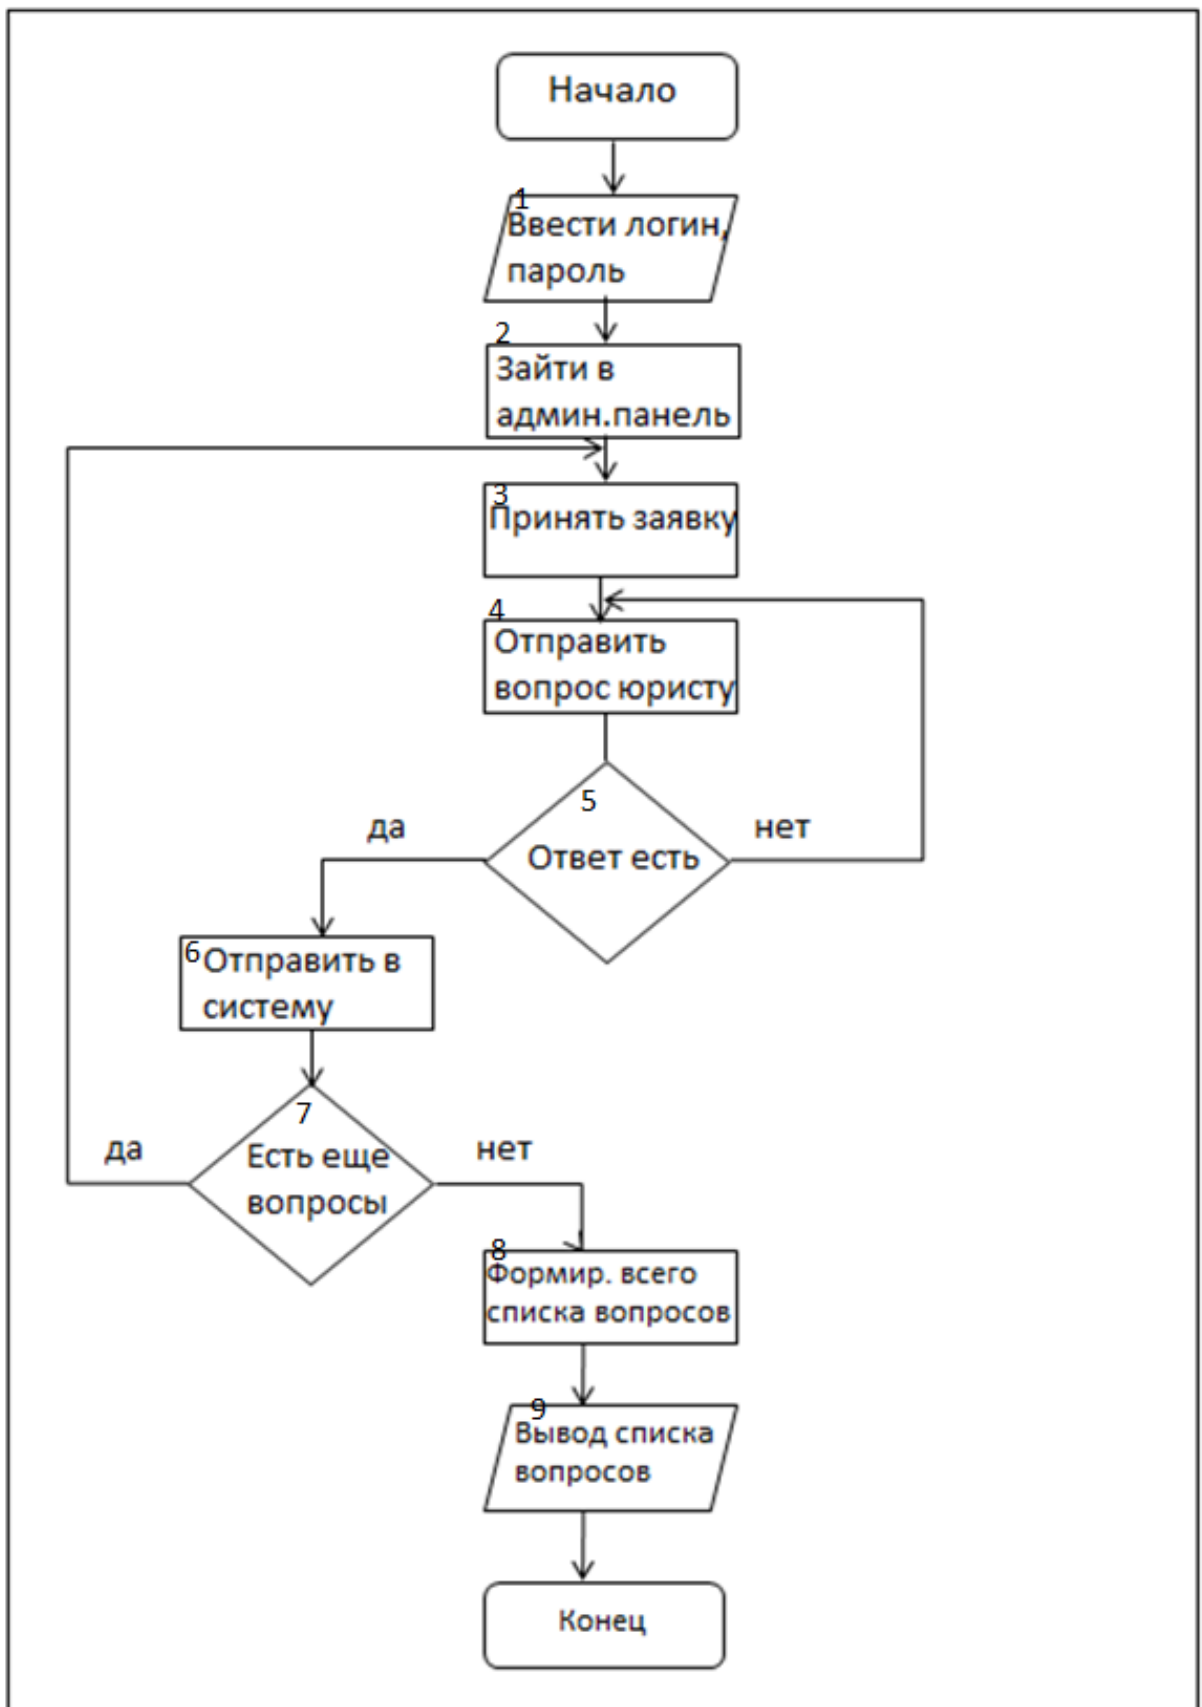 Начало
1
Ввести логин,
пароль
2
Зайти в
админ.панель
3
Принять заявку
4
Отправить
вопрос юристу
5
да
нет
Ответ есть
6
Отправить в
систему
7
да
нет
Есть еще
вопросы
8
Формир. всего
списка вопросов
9
Вывод списка
вопросов
Конец